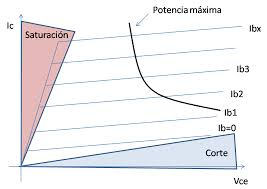 Potencia máxima
Ic
Saturación
Ibx
Ib3
Ib2
Ib1
Ib=0
Corte
Vce